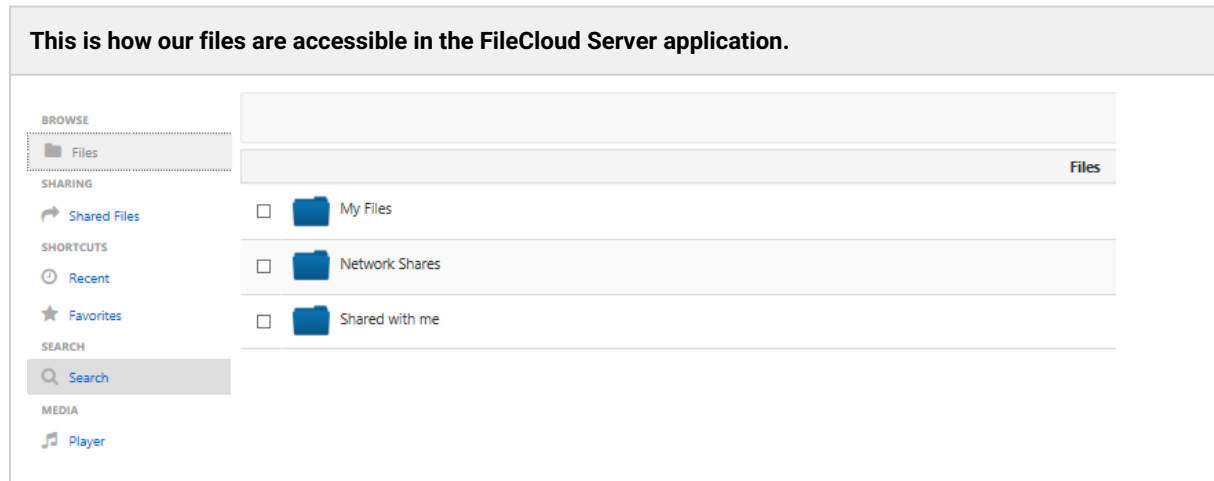 This is how our files are accessible in the FileCloud Server application.
BROWSE
Files
SHARING
Shared Files
SHORTCUTS
Recent
Favorites
SEARCH
Search
MEDIA
Player
Files
My Files
Network Shares
Shared with me